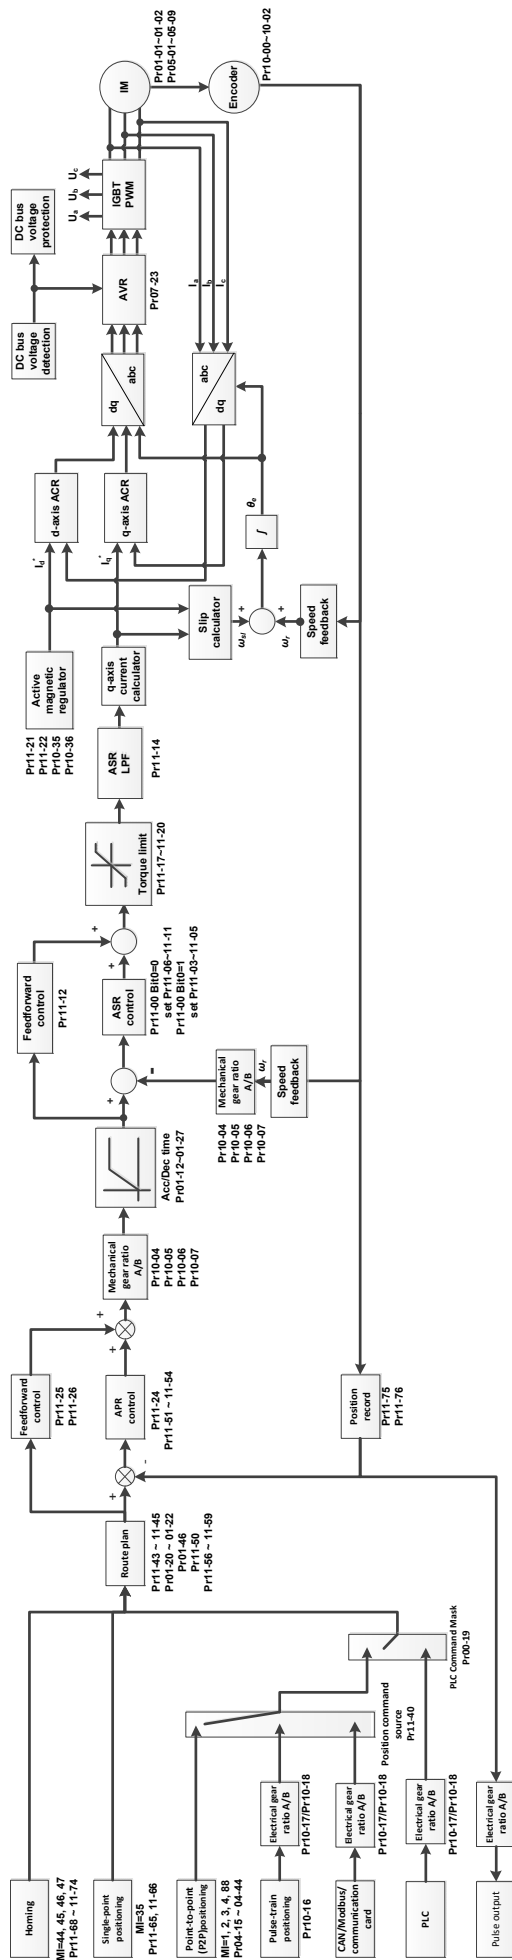 Homing
MI=44, 45, 46, 47
Pr11-68 ~ 11-74
Single-point
positioning
MI=35
Pr11-65, 11-66
Point-to-point
(P2P)positioning
MI=1, 2, 3, 4, 88
Pr04-15 ~ 04-44
Pulse-train
positioning
Pr10-16
CAN/Modbus/
communication
card
PLC
Pulse output
Electrical gear
ratio A/B
Pr10-17/Pr10-18
Electrical gear
ratio A/B
Pr10-17/Pr10-18
Electrical gear
ratio A/B
Pr10-17/Pr10-18
Electrical gear
ratio A/B
Position command
source
Pr11-40
PLC Command Mask
Pr00-19
Route plan
Pr11-43 ~ 11-45
Pr01-20 ~ 01-22
Pr01-46
Pr11-50
Pr11-56 ~ 11-59
+
-
Feedforward
control
Pr11-25
Pr11-26
APR
control
Pr11-24
Pr11-51 ~ 11-54
+
+
Position
record
Pr11-75
Pr11-76
Mechanical
gear ratio
A/B
Pr10-04
Pr10-05
Pr10-06
Pr10-07
Acc/Dec time
Pr01-12~01-27
+
-
Mechanical
gear ratio
A/B
Pr10-04
Pr10-05
Pr10-06
Pr10-07
ωr
Speed
feedback
Feedforward
control
Pr11-12
ASR
control
Pr11-00 Bit0=0
set Pr11-06~11-11
Pr11-00 Bit0=1
set Pr11-03~11-05
+
+
Torque limit
Pr11-17~11-20
ASR
LPF
Pr11-14
q-axis
current
calculator
Active
magnetic
regulator
Pr11-21
Pr11-22
Pr10-35
Pr10-36
Slip
calculator
ωsl
+
ωr
+
Speed
feedback
∫
θe
Id*
d-axis ACR
Iq*
q-axis ACR
dq
abc
abc
dq
Ia
Ib
Ic
DC bus
voltage
detection
DC bus
voltage
protection
AVR
Pr07-23
IGBT
PWM
Ua
Ub
Uc
IM
Pr01-01~01-02
Pr05-01~05-09
Encoder
Pr10-00~10-02